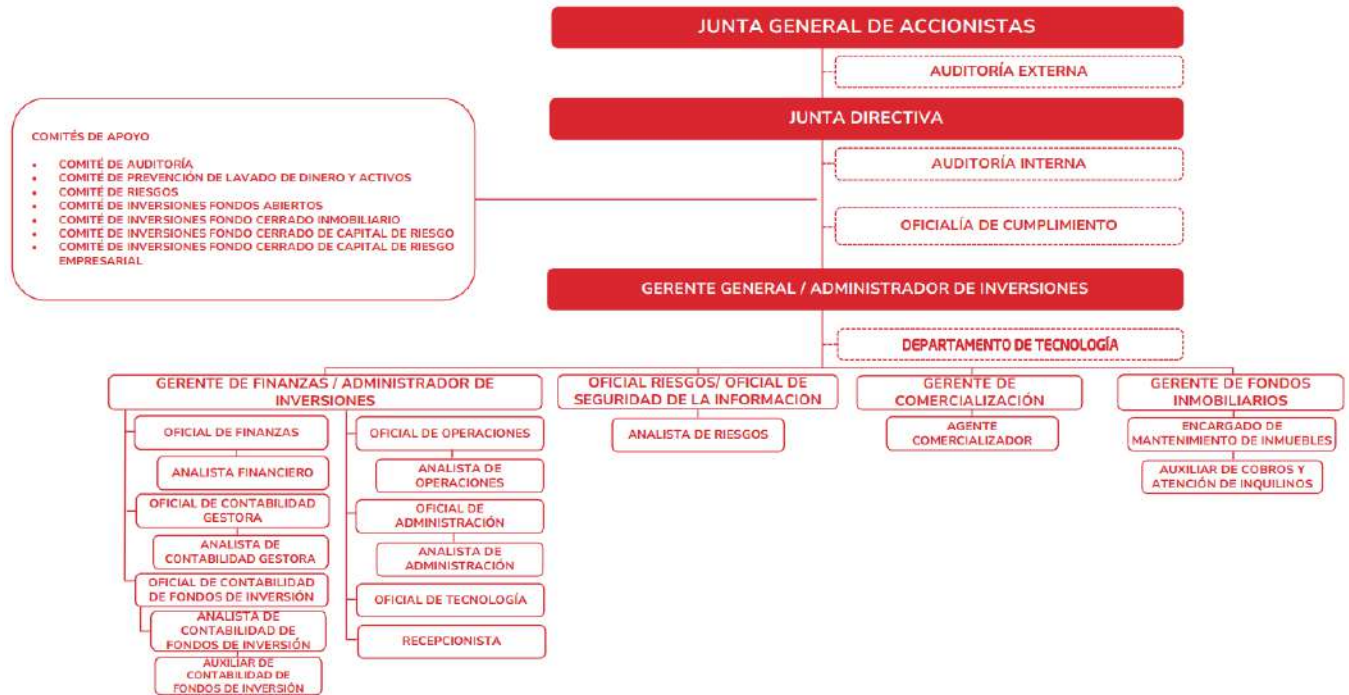 JUNTA GENERAL DE ACCIONISTAS
AUDITORÍA EXTERNA
JUNTA DIRECTIVA
COMITÉS DE APOYO
• COMITÉ DE AUDITORÍA
• COMITÉ DE PREVENCIÓN DE LAVADO DE DINERO Y ACTIVOS
• COMITÉ DE RIESGOS
• COMITÉ DE INVERSIONES FONDOS ABIERTOS
• COMITÉ DE INVERSIONES FONDO CERRADO INMOBILIARIO
• COMITÉ DE INVERSIONES FONDO CERRADO DE CAPITAL DE RIESGO
• COMITÉ DE INVERSIONES FONDO CERRADO DE CAPITAL DE RIESGO
EMPRESARIAL
AUDITORÍA INTERNA
OFICIALÍA DE CUMPLIMIENTO
GERENTE GENERAL / ADMINISTRADOR DE INVERSIONES
DEPARTAMENTO DE TECNOLOGÍA
GERENTE DE FINANZAS / ADMINISTRADOR DE
INVERSIONES
OFICIAL DE FINANZAS
ANALISTA FINANCIERO
OFICIAL DE CONTABILIDAD
GESTORA
ANALISTA DE
CONTABILIDAD GESTORA
OFICIAL DE CONTABILIDAD
DE FONDOS DE INVERSIÓN
ANALISTA DE
CONTABILIDAD DE
FONDOS DE INVERSIÓN
AUXILIAR DE
CONTABILIDAD DE
FONDOS DE INVERSIÓN
OFICIAL DE OPERACIONES
ANALISTA DE
OPERACIONES
OFICIAL DE
ADMINISTRACIÓN
ANALISTA DE
ADMINISTRACIÓN
OFICIAL DE TECNOLOGÍA
RECEPCIONISTA
OFICIAL RIESGOS/ OFICIAL DE
SEGURIDAD DE LA INFORMACION
ANALISTA DE RIESGOS
GERENTE DE
COMERCIALIZACIÓN
AGENTE
COMERCIALIZADOR
GERENTE DE FONDOS
INMOBILIARIOS
ENCARGADO DE
MANTENIMIENTO DE INMUEBLES
AUXILIAR DE COBROS Y
ATENCIÓN DE INQUILINOS